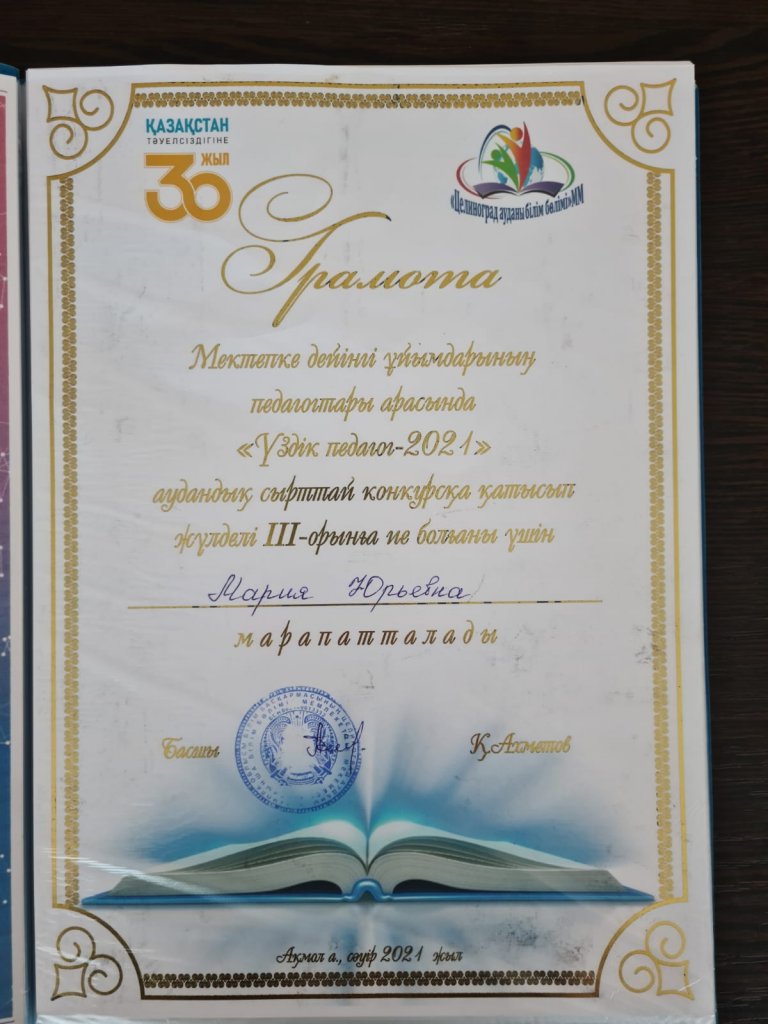 ҚАЗАҚСТАН
ТӘУЕЛСІЗДІГІНЕ
30 ЖЫЛ
«Целиноград ауданы білім бөлімі» ММ
Грамота
Мектепке дейінгі ұйымдарының
педагогтары арасында
«Үздік педагог-2021»
аудандық сырттай конкурсқа қатысып
жүлделі III-орынға ие болғаны үшін
Мария Юрьевна
марапатталады
Басшы
Қ.Ахметов
Ақмол а., сәуір 2021 жыл